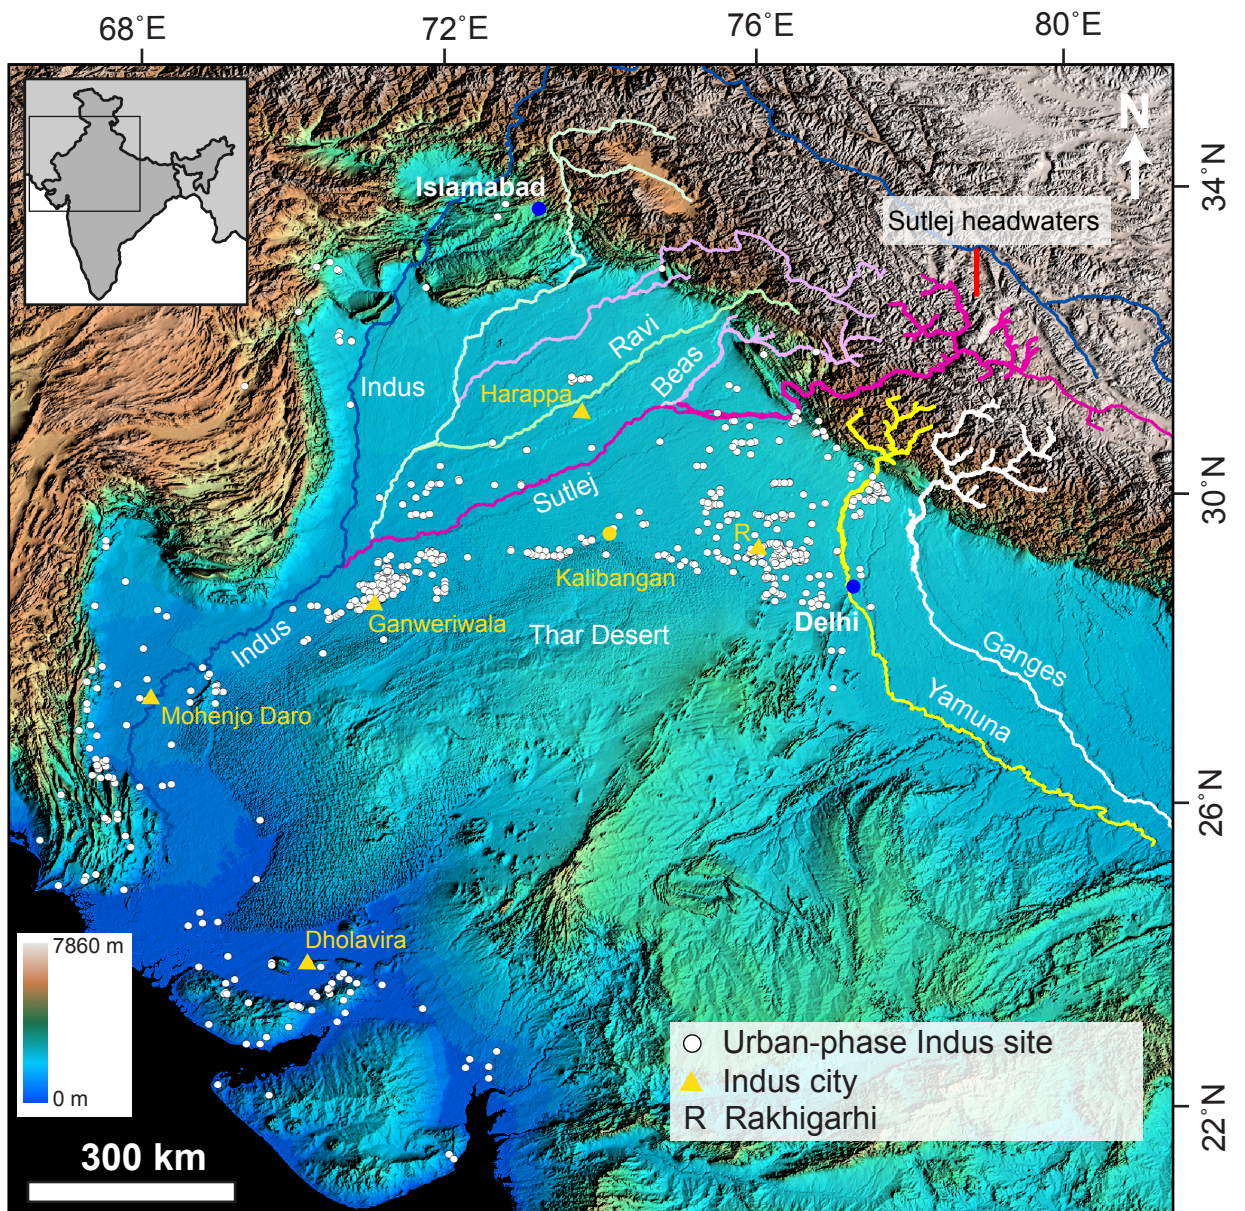 68°E
72°E
76°E
80°E
N
34°N
Islamabad
Sutlej headwaters
Ravi
Indus
Beas
Harappa
30°N
Sutlej
R
Kalibangan
Ganweriwala
Delhi
Thar Desert
Indus
Ganges
Mohenjo Daro
Yamuna
26°N
7860 m
Dholavira
0 m
Urban-phase Indus site
Indus city
R Rakhigarhi
22°N
300 km